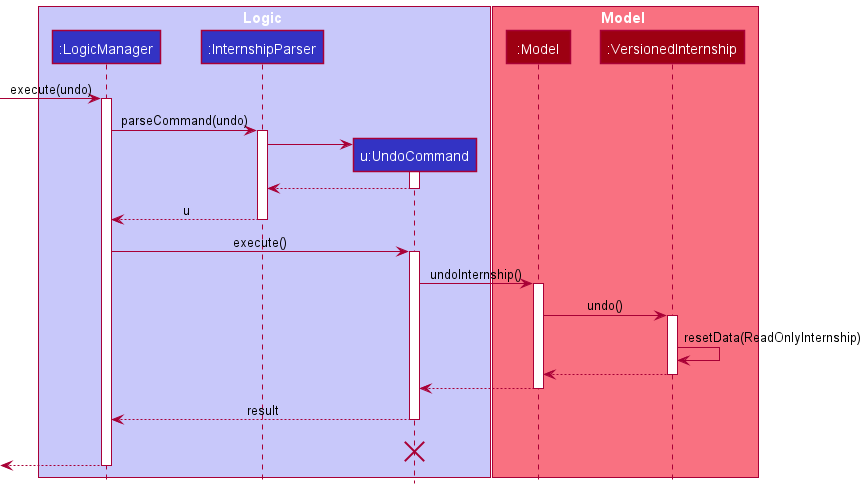 Logic
Model
:LogicManager
:InternshipParser
:Model
:VersionedInternship
execute(undo)
parseCommand(undo)
u:UndoCommand
u
execute()
undoInternship()
undo()
resetData(ReadOnlyInternship)
result